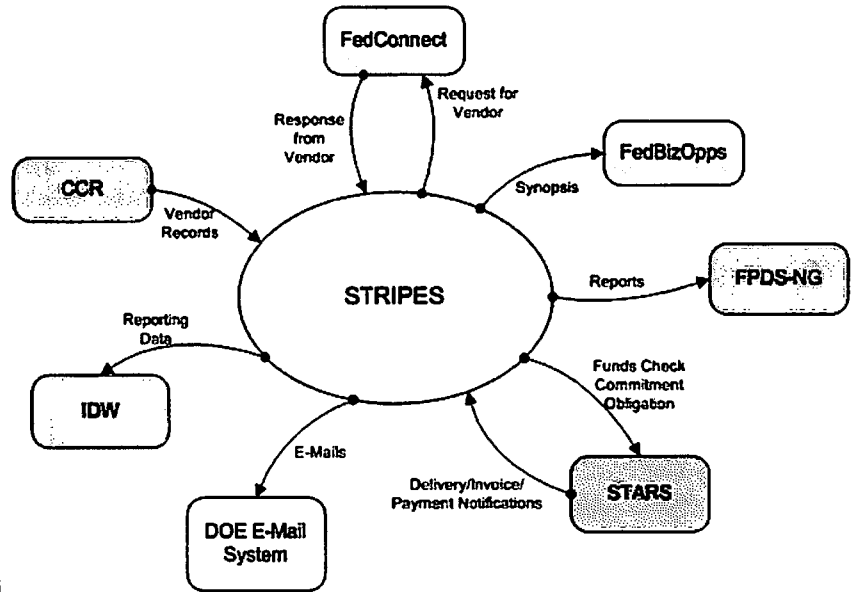 FedConnect
Request for
Vendor
Response
from
Vendor
FedBizOpps
Synopsis
CCR
Vendor
Records
STRIPES
FPDS-NG
Reports
Reporting
Data
IDW
Funds Check
Commitment
Obligation
E-Mails
Delivery/Invoice/
Payment Notifications
STARS
DOE E-Mail
System